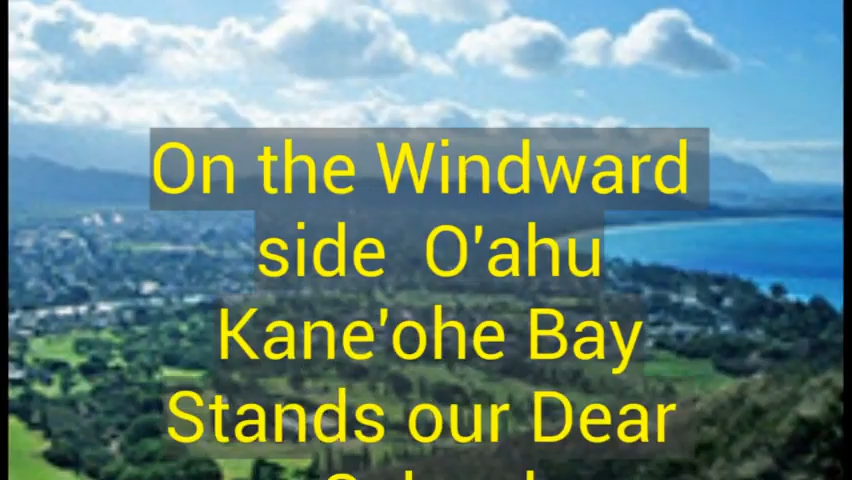 On the Windward
side  O'ahu
Kane'ohe Bay
Stands our Dear